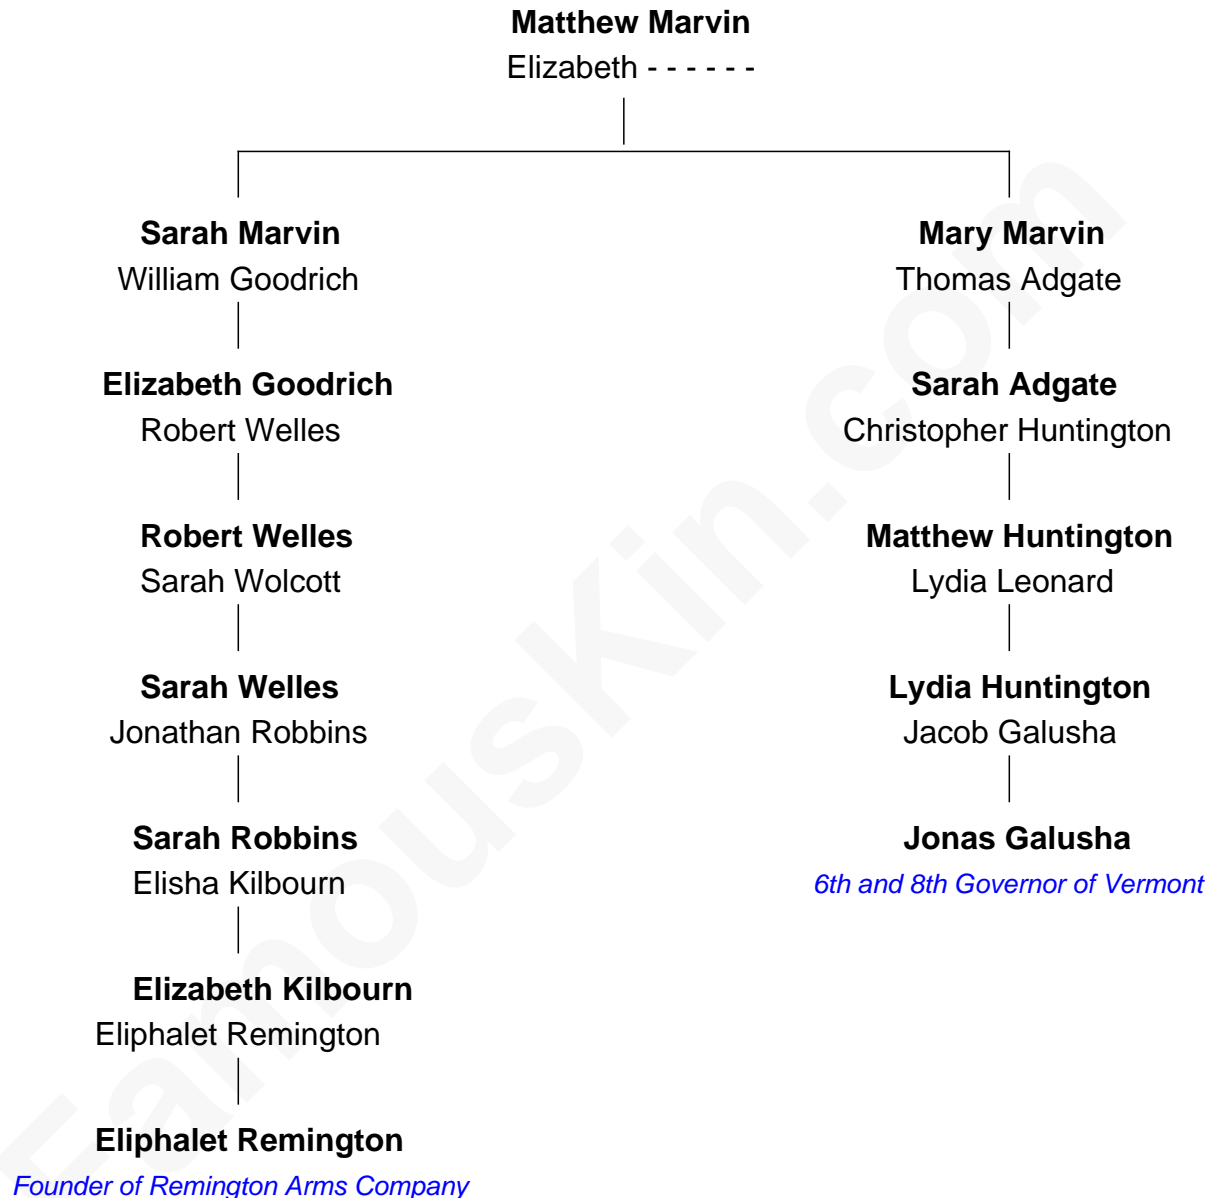 Matthew Marvin
Elizabeth - - - - - -
Sarah Marvin
William Goodrich
Mary Marvin
Thomas Adgate
Elizabeth Goodrich
Robert Welles
Sarah Adgate
Christopher Huntington
Robert Welles
Sarah Wolcott
Matthew Huntington
Lydia Leonard
Sarah Welles
Jonathan Robbins
Lydia Huntington
Jacob Galusha
Sarah Robbins
Elisha Kilbourn
Jonas Galusha
6th and 8th Governor of Vermont
Elizabeth Kilbourn
Eliphalet Remington
Eliphalet Remington
Founder of Remington Arms Company
FamousKin.com